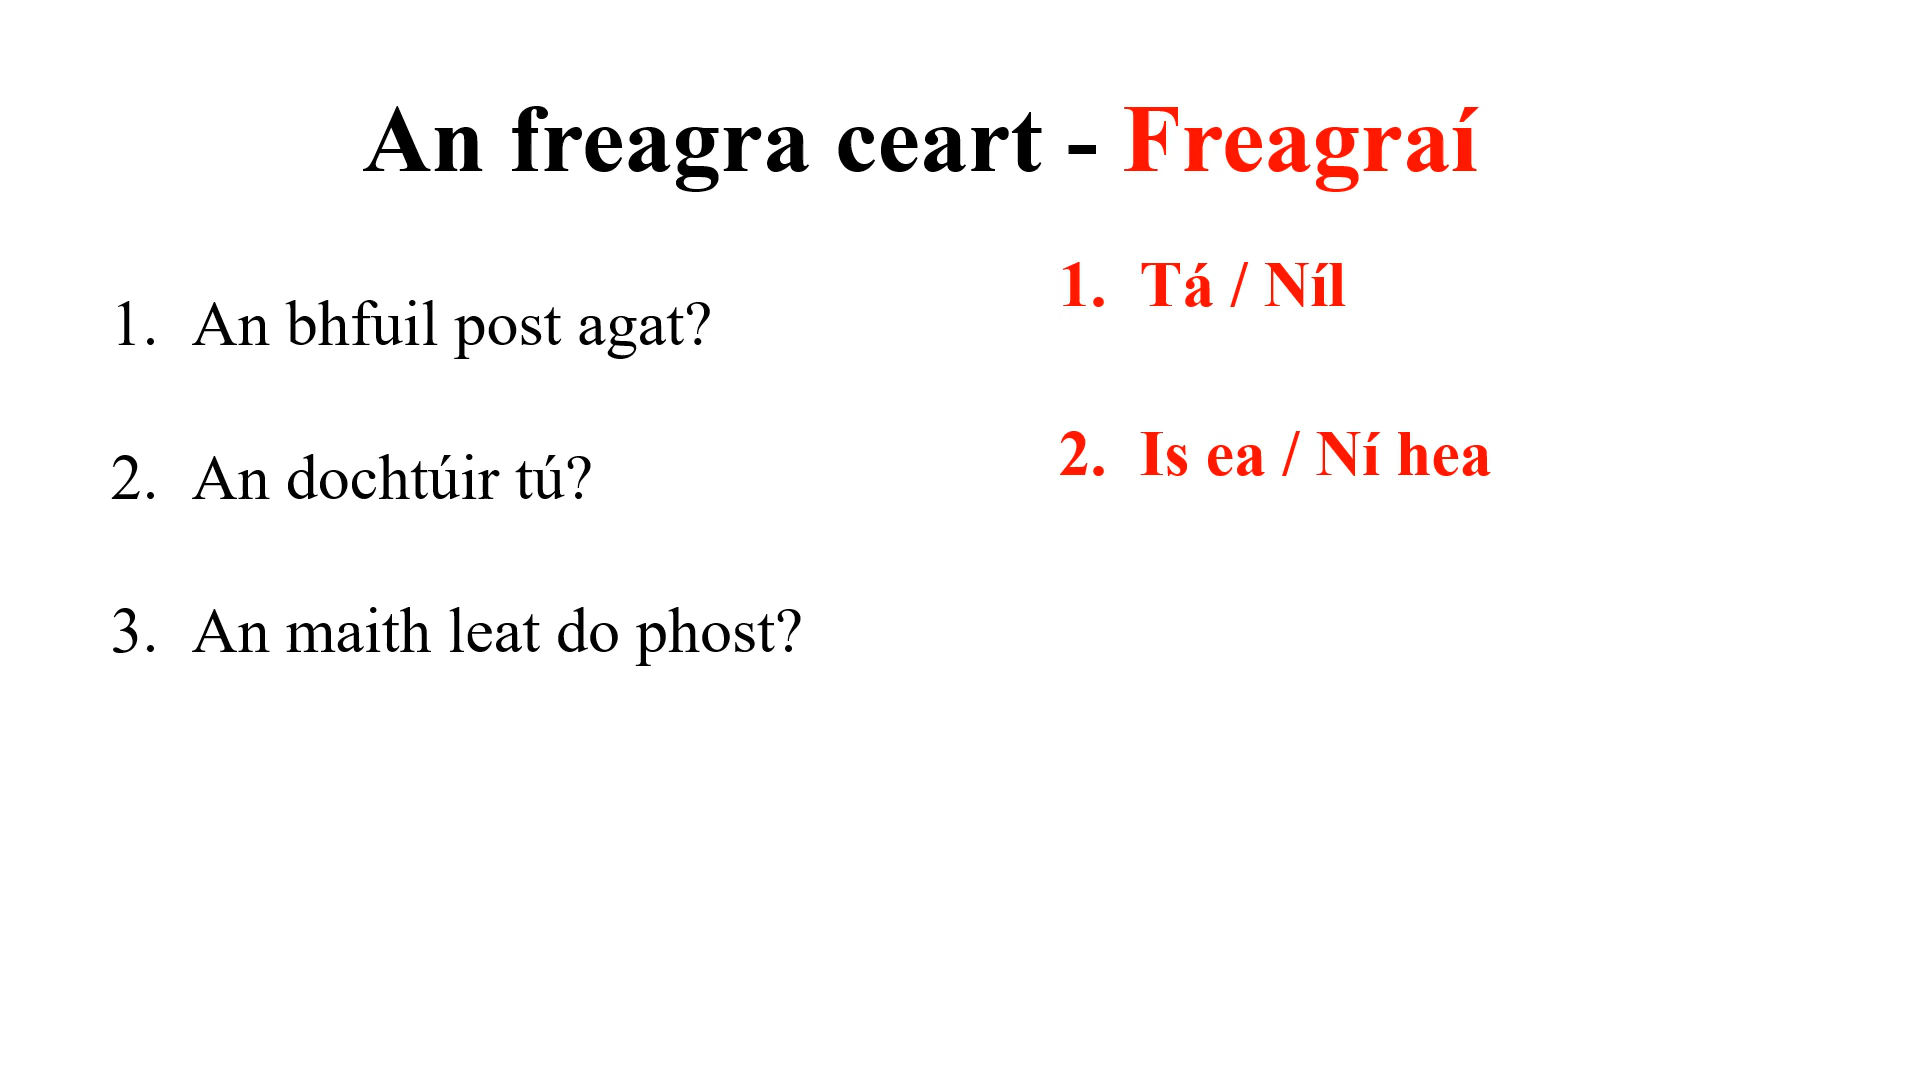 An freagra ceart - Freagraí
1. An bhfuil post agat?
2. An dochtúir tú?
3. An maith leat do phost?
1. Tá / Níl
2. Is ea / Ní hea